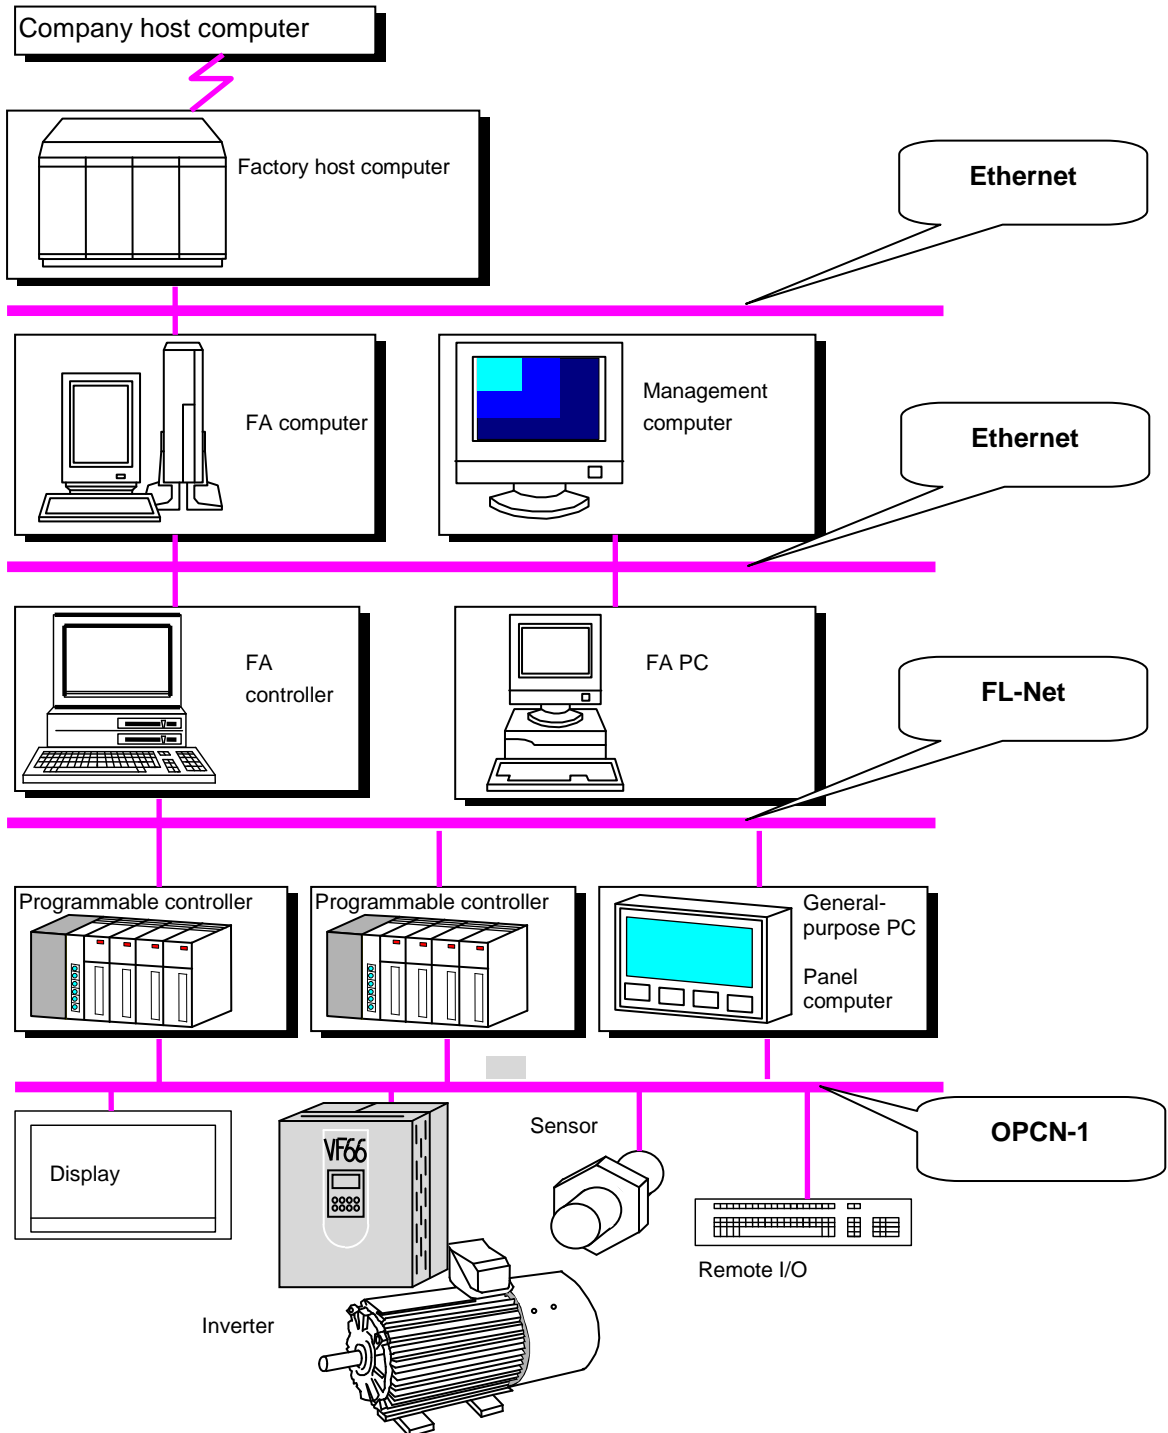 Company host computer
Factory host computer
Ethernet
FA computer
Management
computer
Ethernet
FA
controller
FA PC
FL-Net
Programmable controller
Programmable controller
General-
purpose PC
Panel
computer
OPCN-1
Display
VF66
Sensor
Remote I/O
Inverter